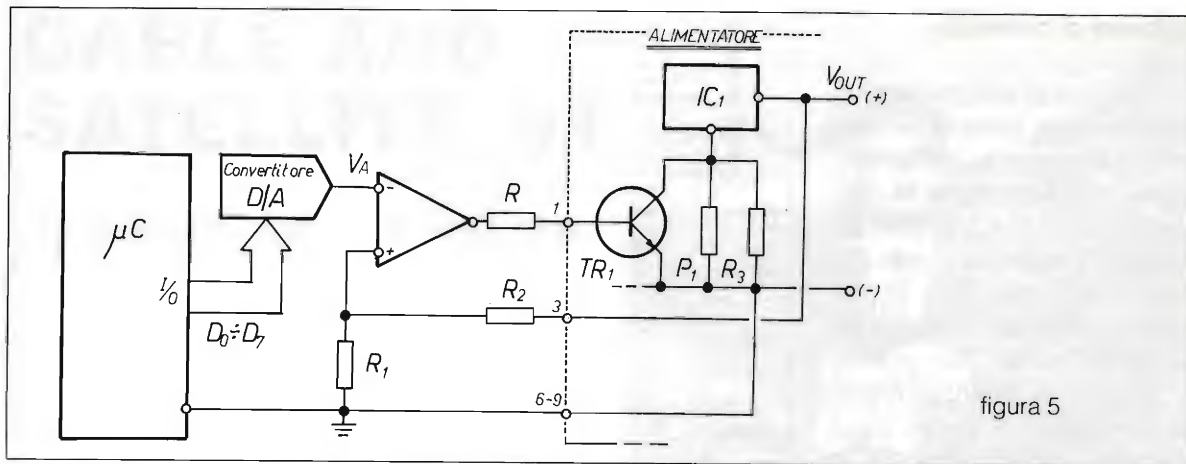 ALIMENTATORE
IC1
VOUT (+)
Convertitore
D/A
VA
-
+
R
1
μC
I/O
D0÷D7
TR1
P1
R3
(-)
R2
3
R1
6-9
figura 5